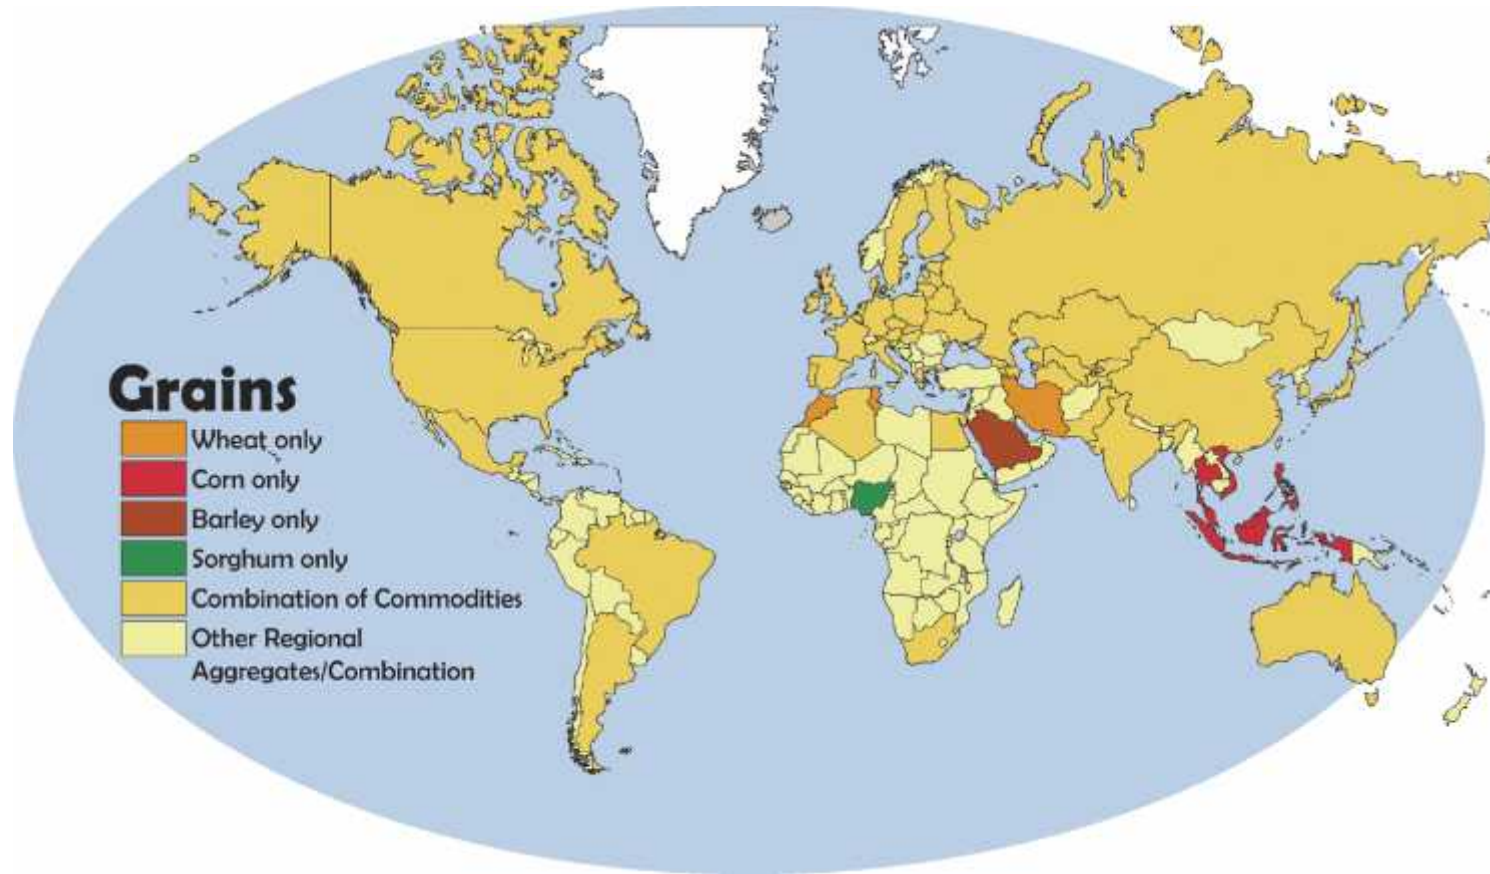 Grains
Wheat only
Corn only
Barley only
Sorghum only
Combination of Commodities
Other Regional
Aggregates/Combination